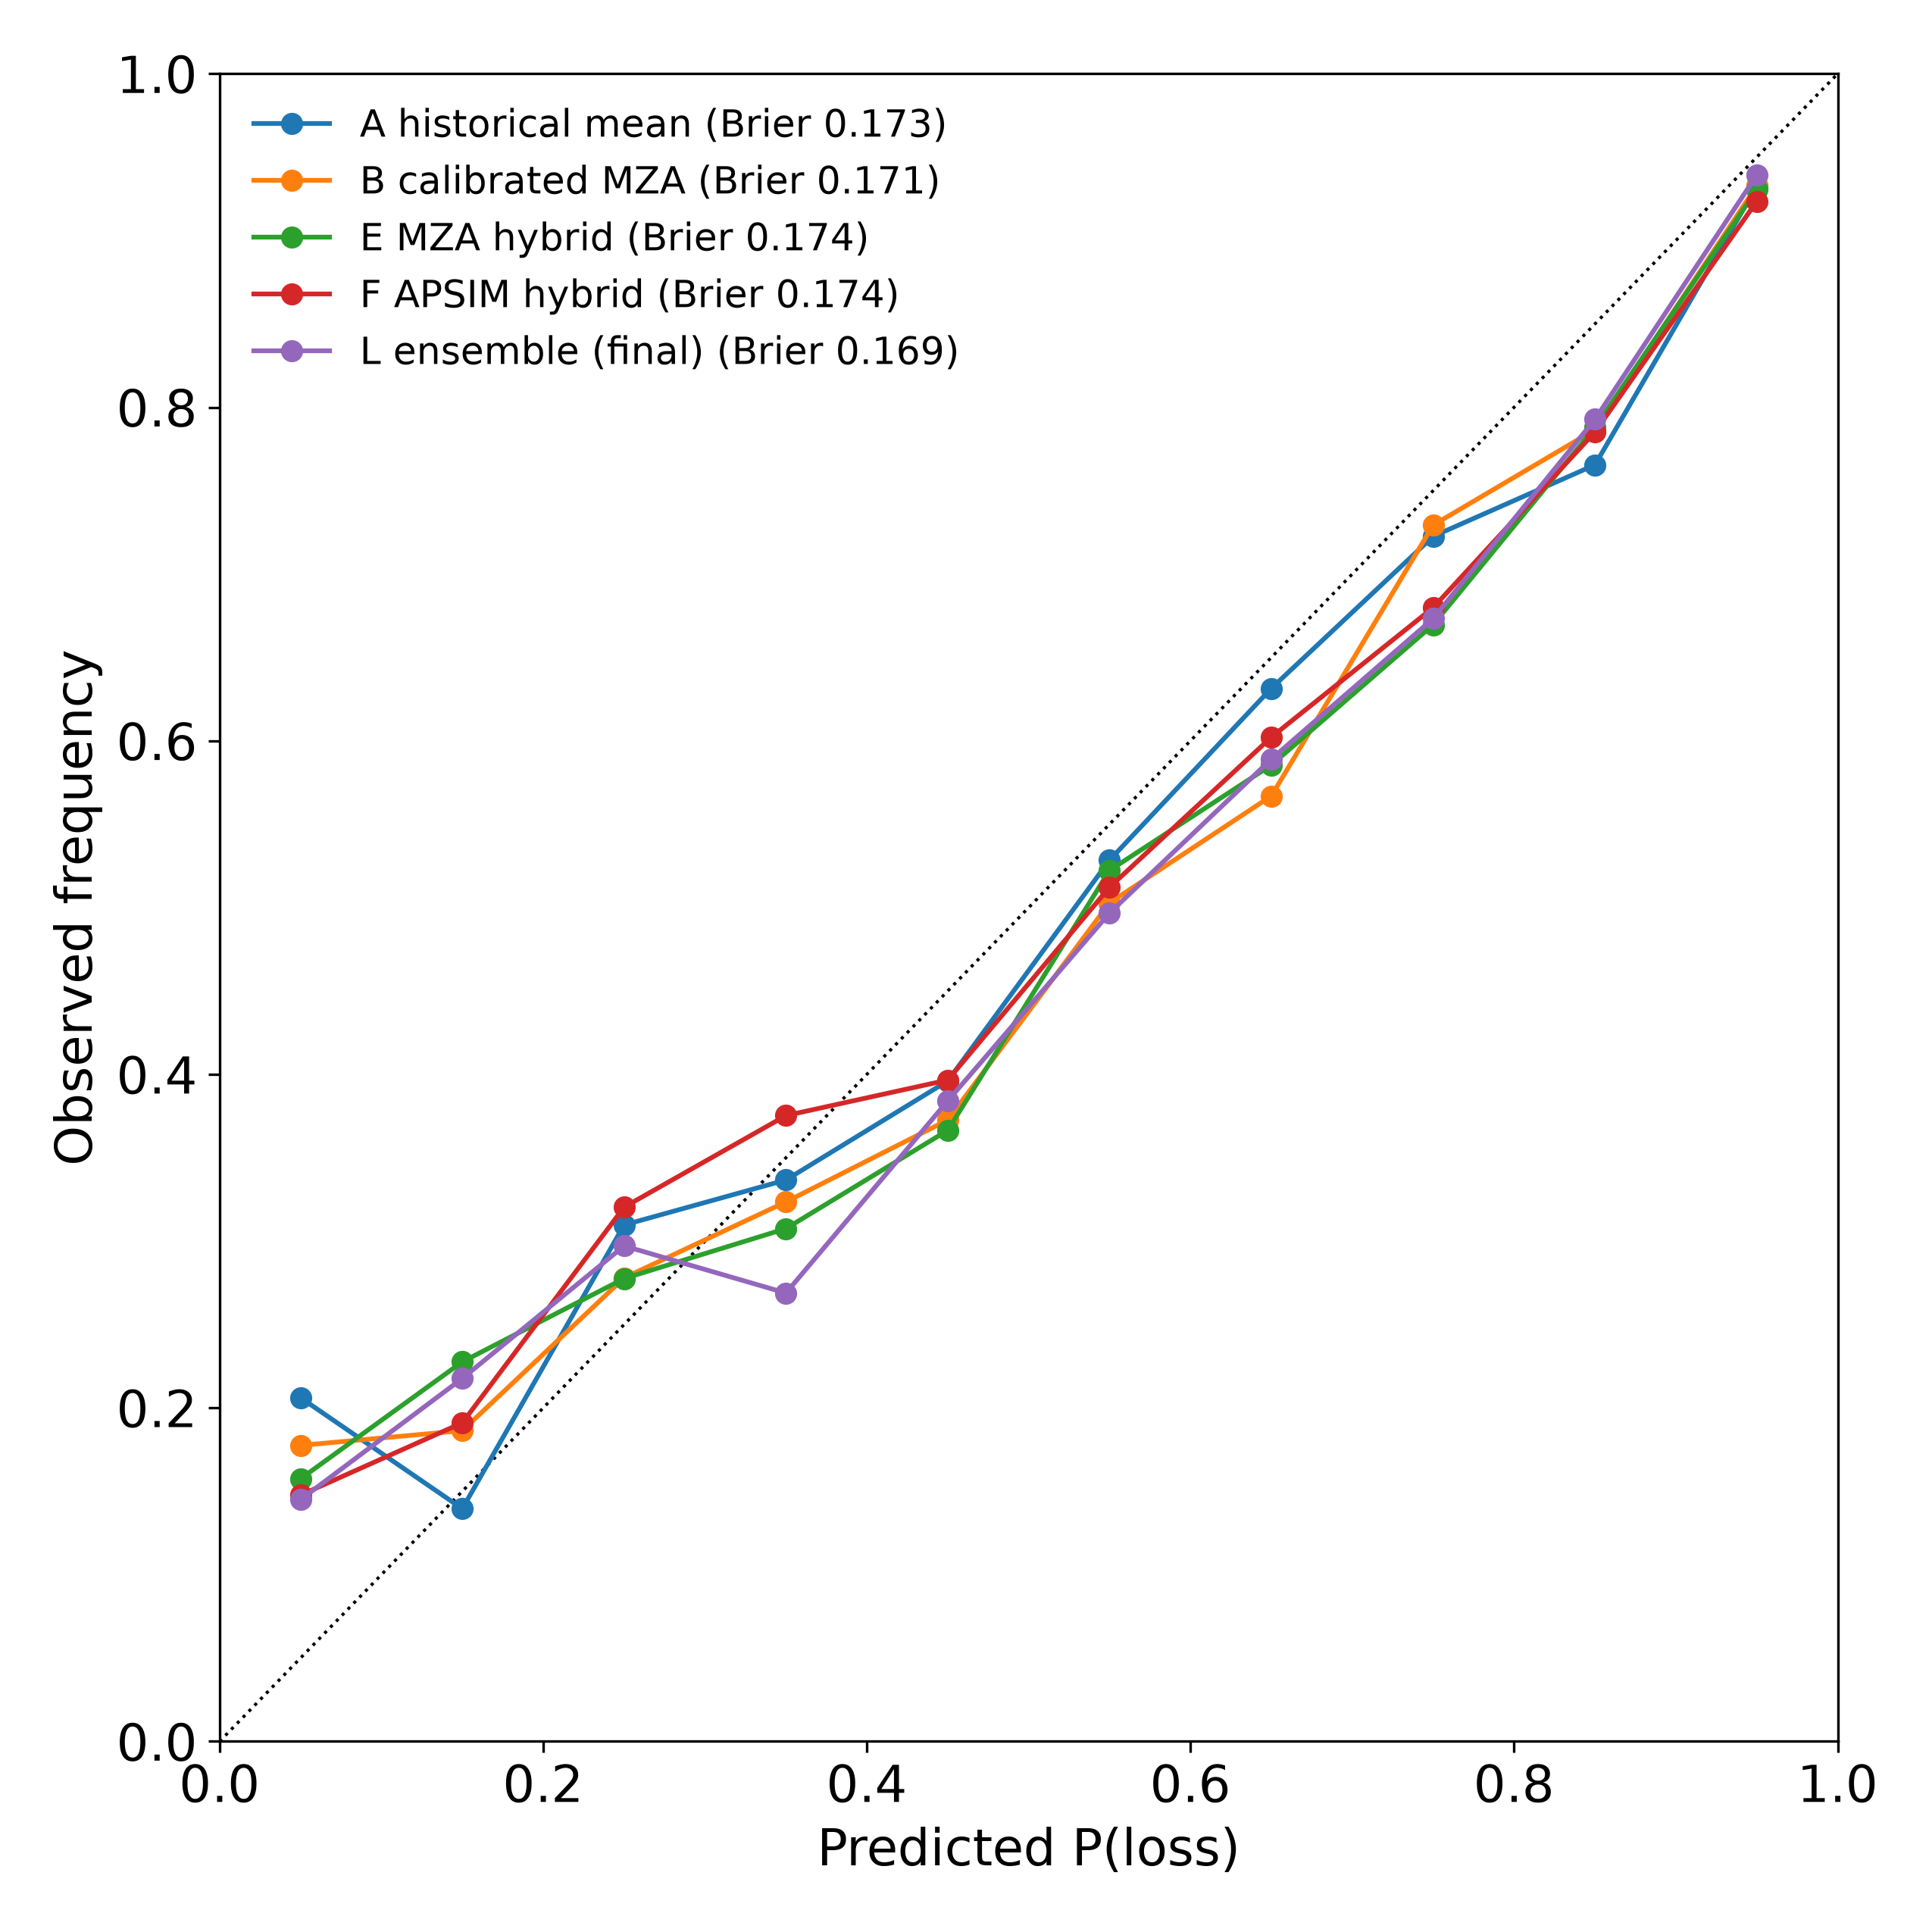 1.0
0.8
0.6
0.4
0.2
0.0
Observed frequency
A historical mean (Brier 0.173)
B calibrated MZA (Brier 0.171)
E MZA hybrid (Brier 0.174)
F APSIM hybrid (Brier 0.174)
L ensemble (final) (Brier 0.169)
0.0 0.2 0.4 0.6 0.8 1.0
Predicted P(loss)